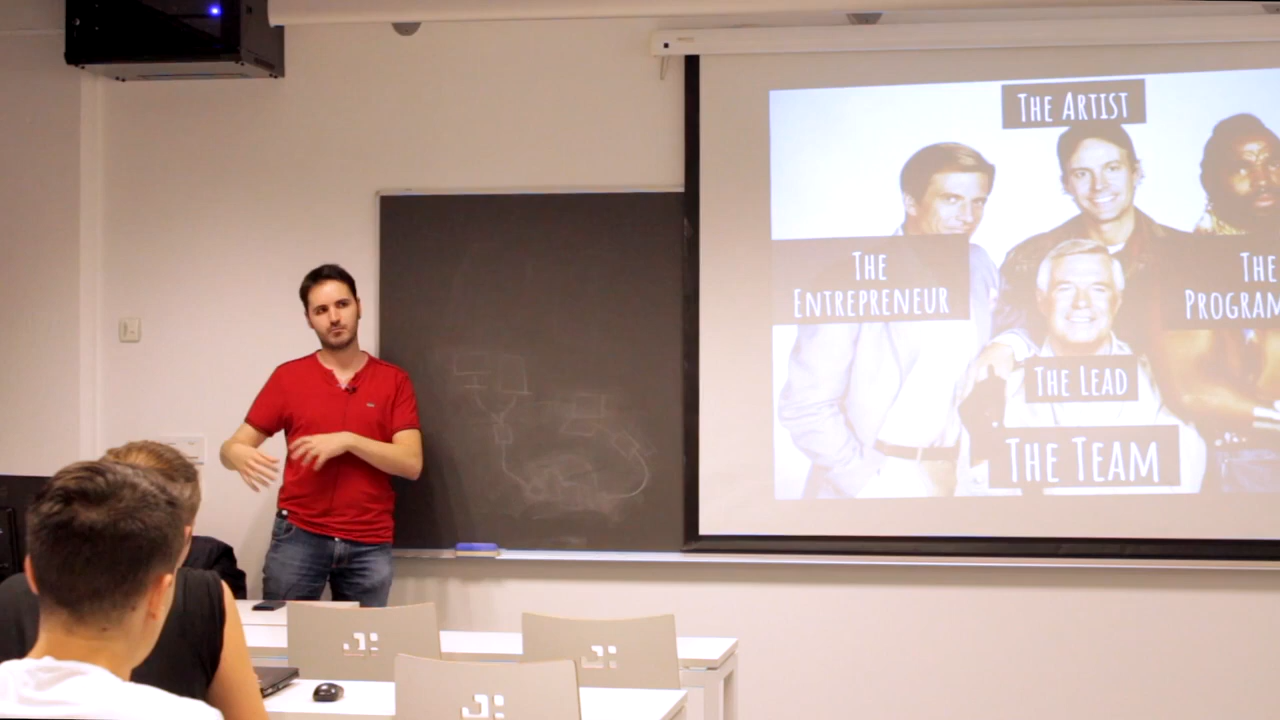 The Artist
The
Entrepreneur
The
Program
The Lead
The Team